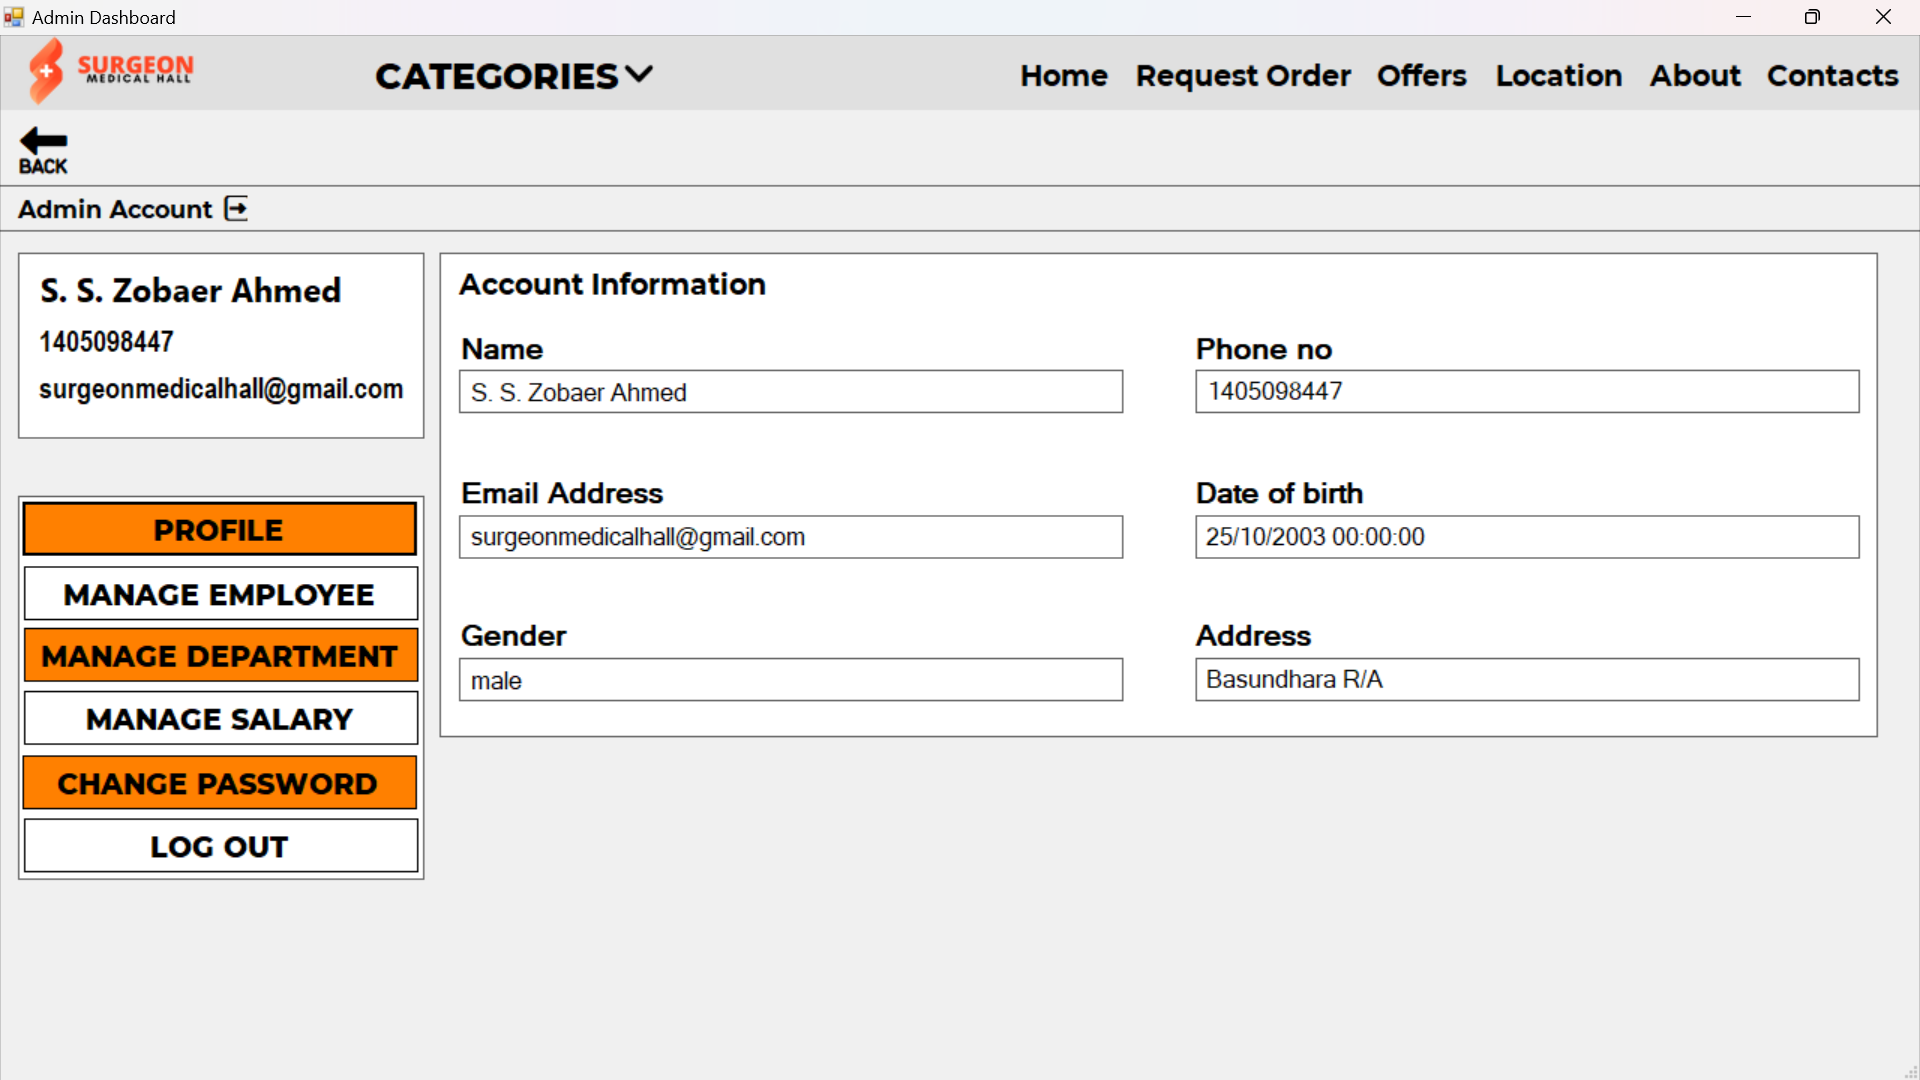 Admin Dashboard
SURGEON
MEDICAL HALL
CATEGORIES
Home Request Order Offers Location About Contacts
BACK
Admin Account
S. S. Zobaer Ahmed
1405098447
surgeonmedicalhall@gmail.com
PROFILE
MANAGE EMPLOYEE
MANAGE DEPARTMENT
MANAGE SALARY
CHANGE PASSWORD
LOG OUT
Account Information
Name
S. S. Zobaer Ahmed
Phone no
1405098447
Email Address
surgeonmedicalhall@gmail.com
Date of birth
25/10/2003 00:00:00
Gender
male
Address
Basundhara R/A